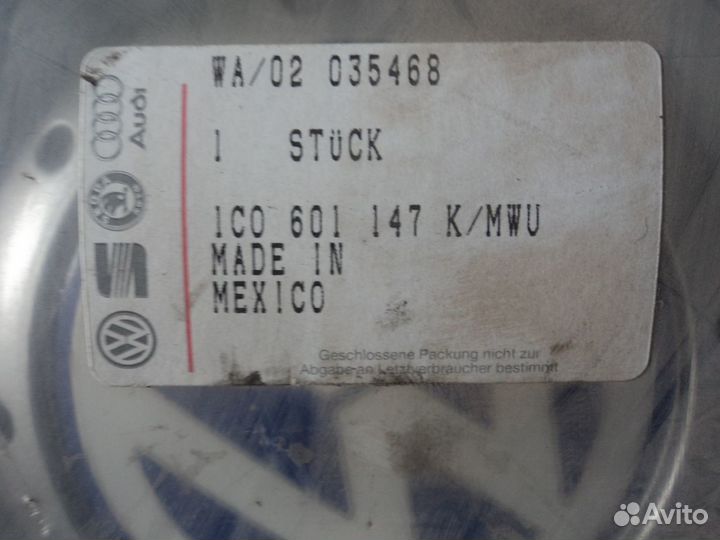 WA/02 035468
1 STÜCK
1C0 601 147 K/MWU
MADE IN
MEXICO
Geschlossene Packung nicht zur
Abgabe an Letztverbraucher bestimmt
Audi
SKODA
Avito